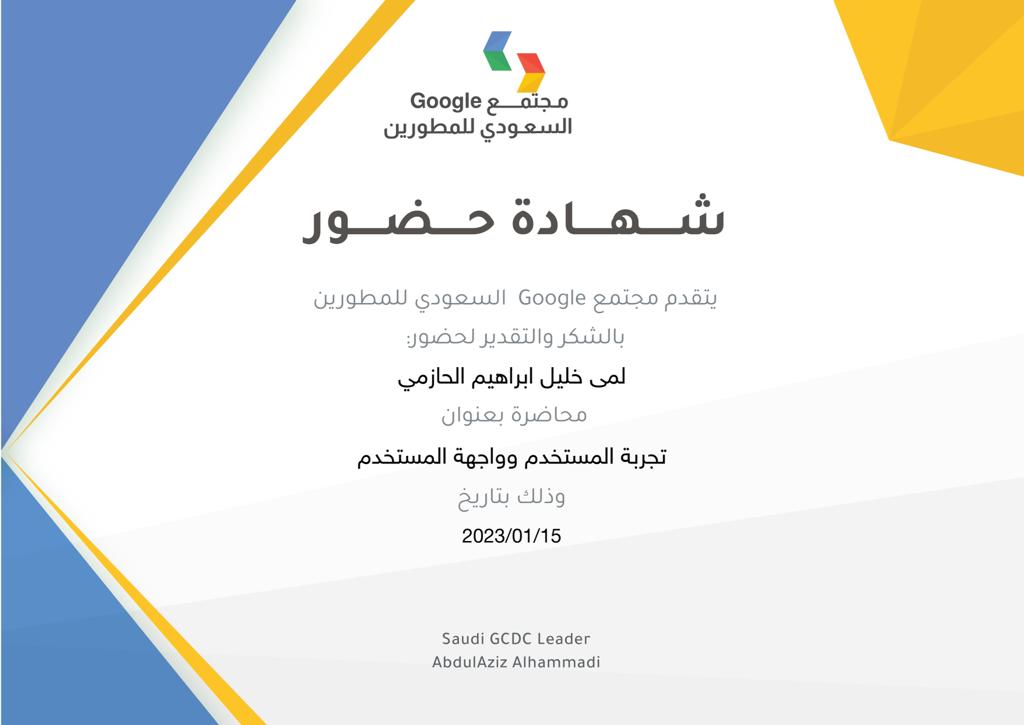 مجتمع Google
السعودي للمطورين
شهادة حضور
يتقدم مجتمع Google السعودي للمطورين
بالشكر والتقدير لحضور:
لمى خليل ابراهيم الحازمي
محاضرة بعنوان
تجربة المستخدم وواجهة المستخدم
وذلك بتاريخ
2023/01/15
Saudi GCDC Leader
AbdulAziz Alhammadi